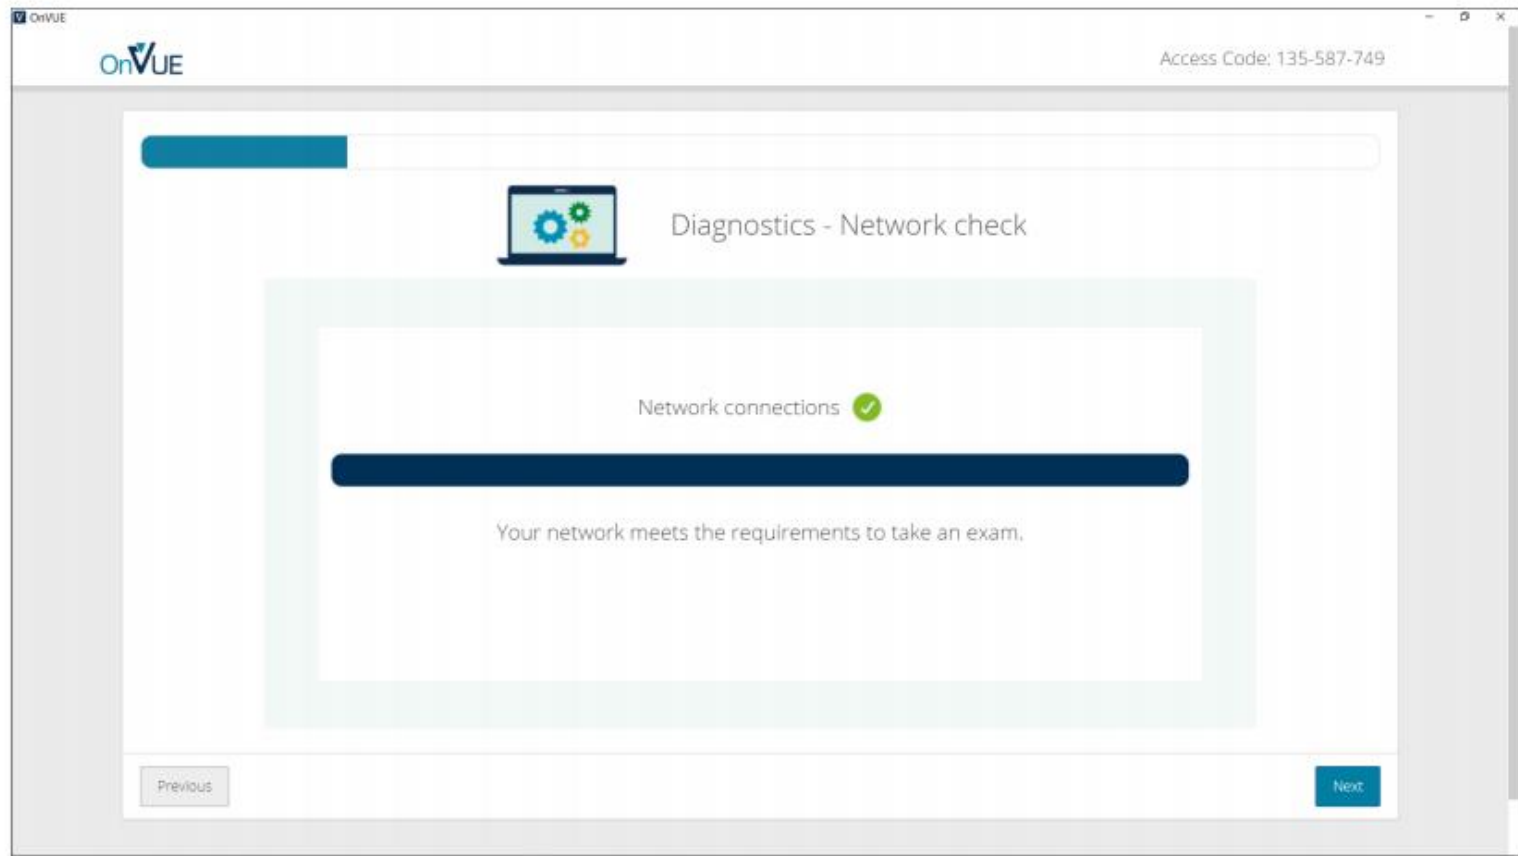 OnVUE
OnVUE
Access Code: 135-587-749
Diagnostics - Network check
Network connections
Your network meets the requirements to take an exam.
Previous
Next